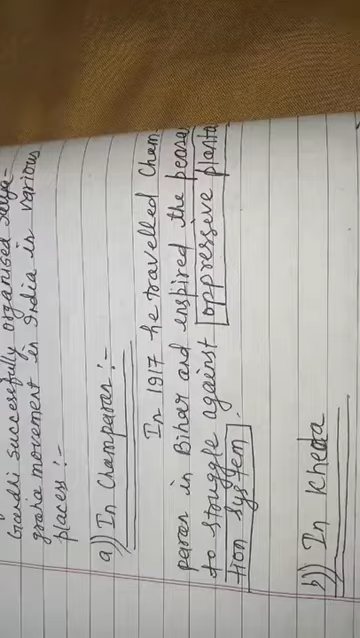 Gandhi successfully organised Satya-
graha movement in India in various
places:-
a)) In Champaran:-
In 1917 he travelled Cham
paran in Bihar and inspired the peasa
to struggle against oppressive planta
tion system.
b)) In Kheda